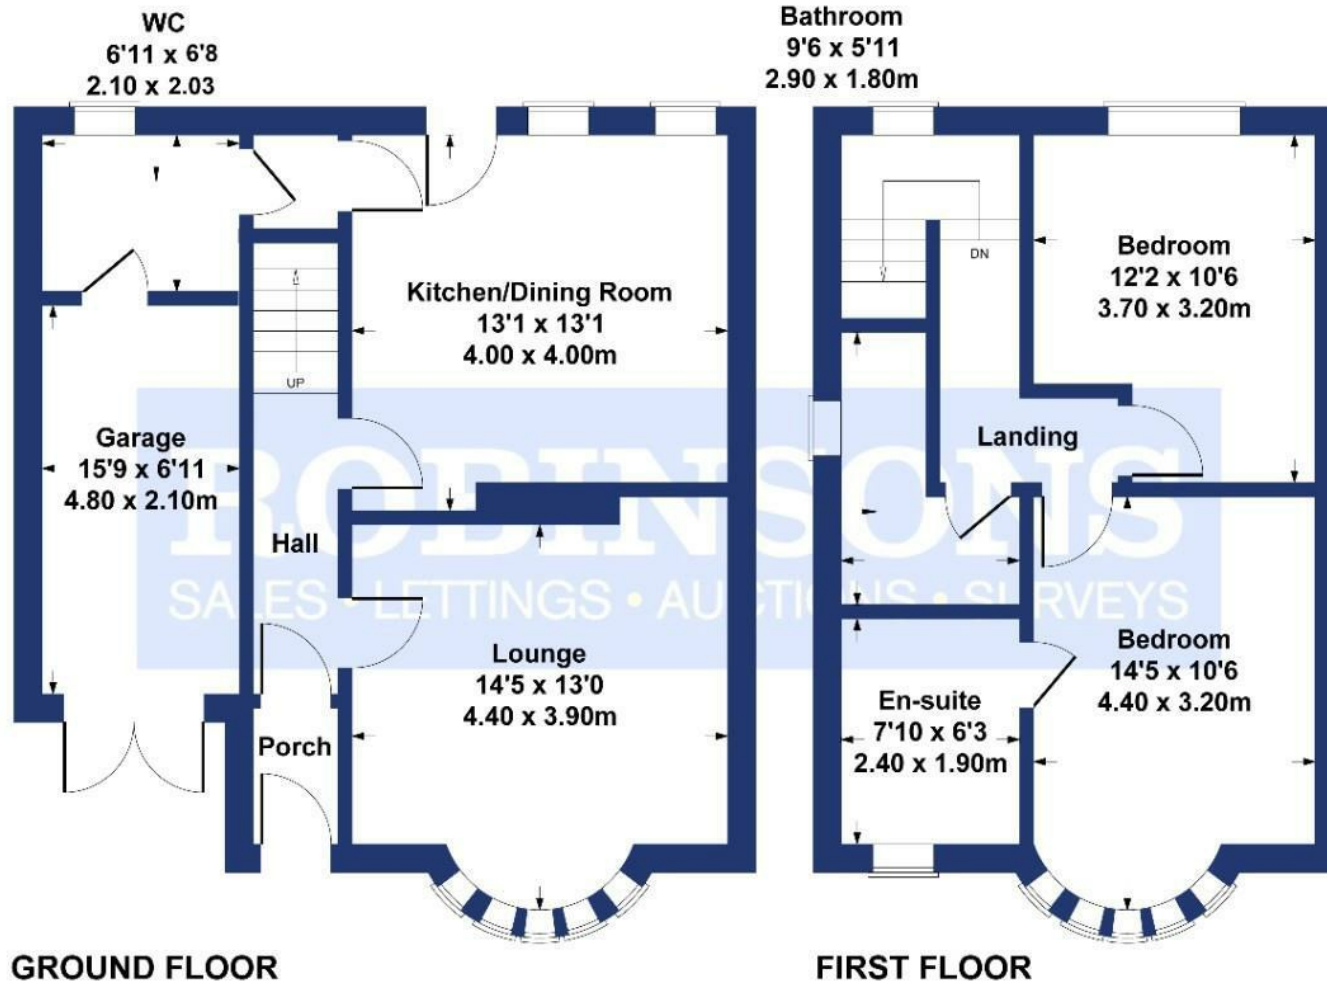 WC
6'11 x 6'8
2.10 x 2.03
Bathroom
9'6 x 5'11
2.90 x 1.80m
Kitchen/Dining Room
13'1 x 13'1
4.00 x 4.00m
UP
Garage
15'9 x 6'11
4.80 x 2.10m
Hall
Lounge
14'5 x 13'0
4.40 x 3.90m
Porch
DN
Bedroom
12'2 x 10'6
3.70 x 3.20m
Landing
Bedroom
14'5 x 10'6
4.40 x 3.20m
En-suite
7'10 x 6'3
2.40 x 1.90m
ROBINSONS
SALES • LETTINGS • AUCTIONS • SURVEYS
GROUND FLOOR
FIRST FLOOR